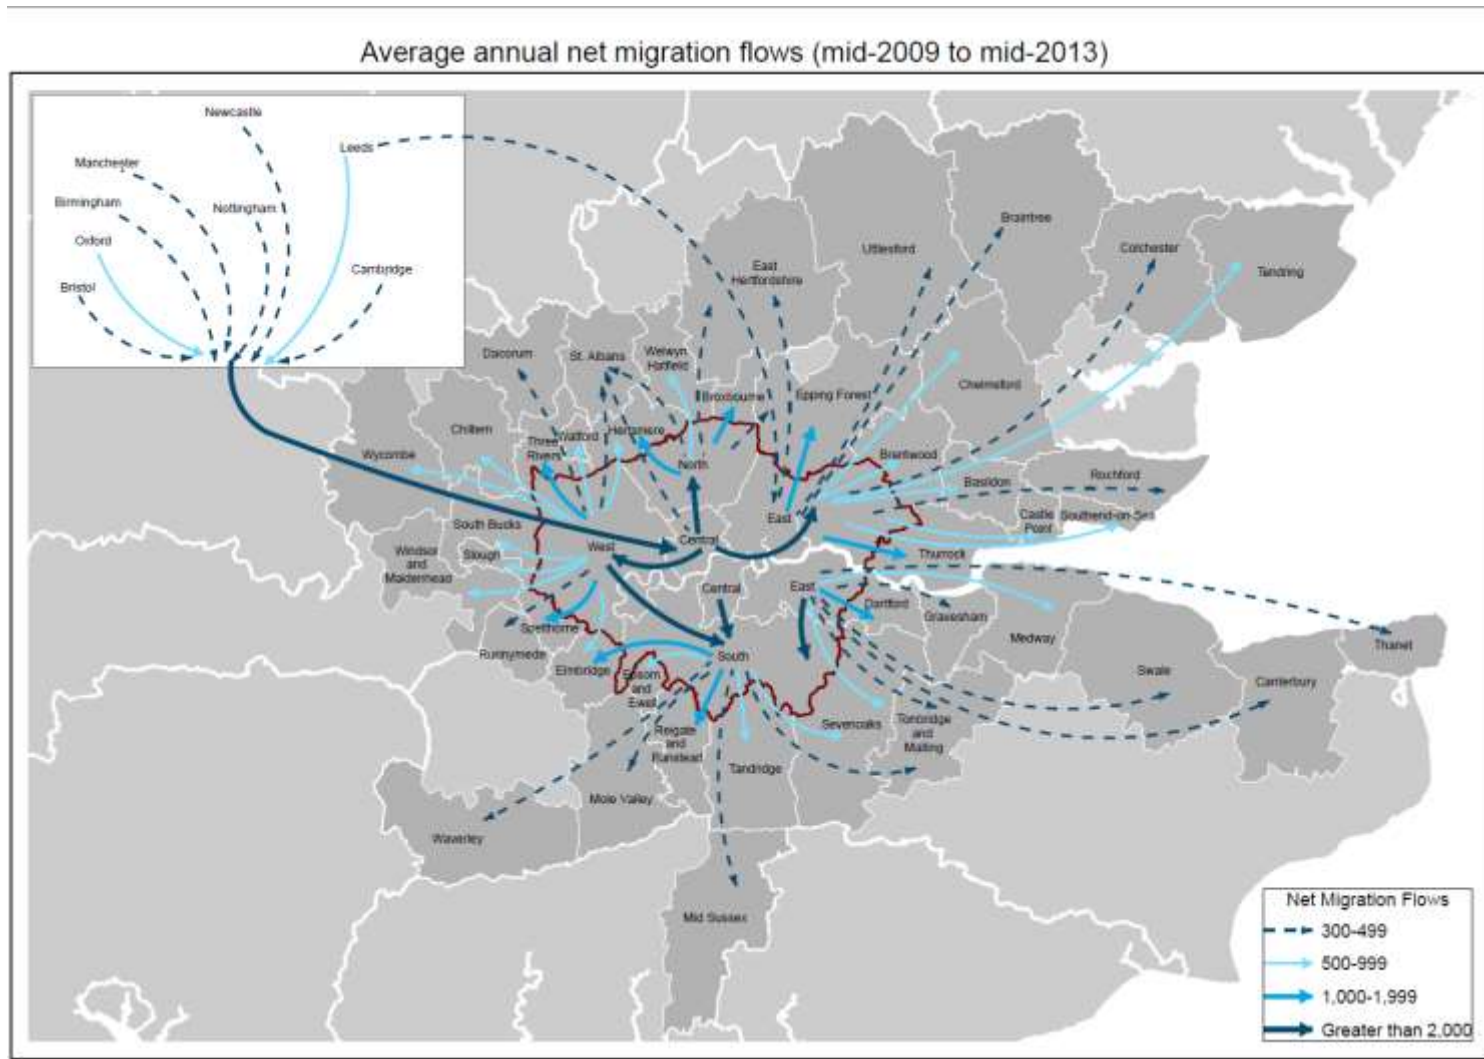 Average annual net migration flows (mid-2009 to mid-2013)
Newcastle
Leeds
Manchester
Birmingham
Nottingham
Oxford
Cambridge
Bristol
Braintree
Uttlesford
Colchester
Tendring
East
Hertfordshire
Dacorum
St. Albans
Welwyn
Hatfield
Broxbourne
Epping Forest
Chelmsford
Chiltern
Three
Rivers
Watford
Hertsmere
Wycombe
North
Brentwood
Basildon
Rochford
South Bucks
East
Castle
Point
Southend-on-Sea
Central
West
Slough
Windsor
and
Maidenhead
Thurrock
Central
East
Dartford
Gravesham
Medway
Spelthorne
Runnymede
Elmbridge
Epsom
and
Ewell
South
Swale
Canterbury
Thanet
Sevenoaks
Tonbridge
and
Malling
Reigate
and
Banstead
Tandridge
Mole Valley
Waverley
Mid Sussex
Net Migration Flows
300-499
500-999
1,000-1,999
Greater than 2,000